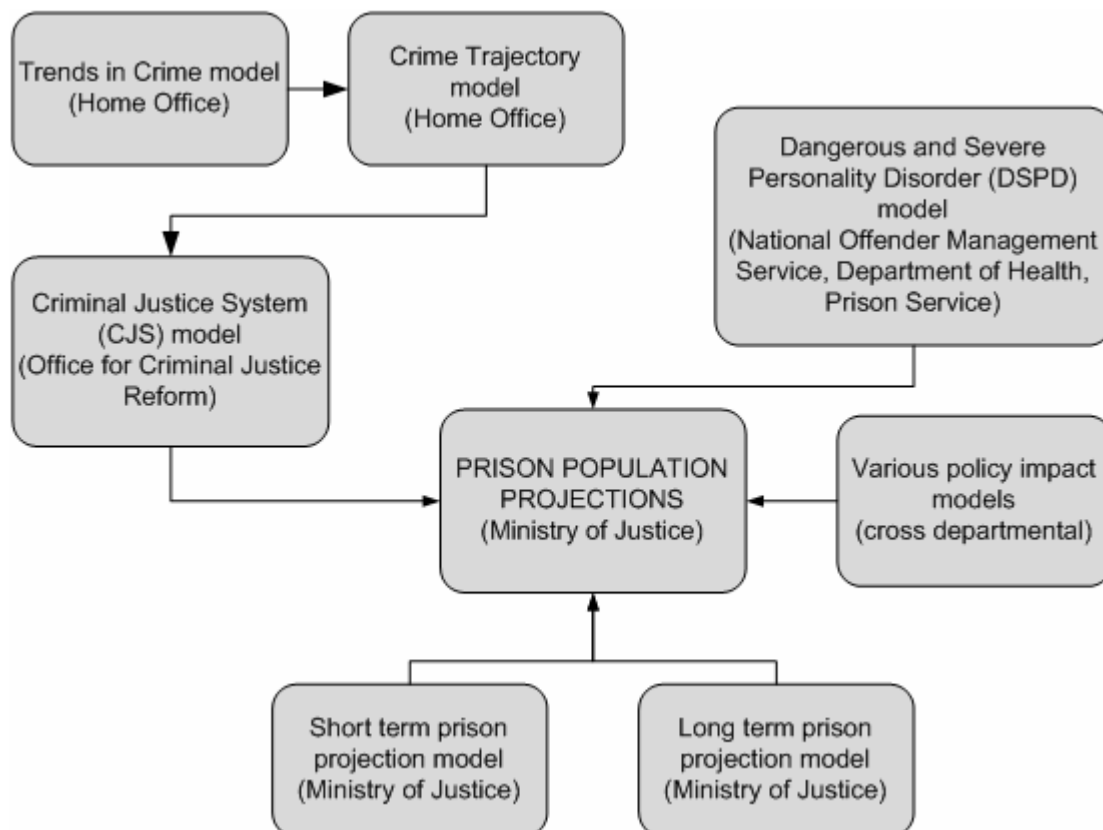 Trends in Crime model
(Home Office)
Crime Trajectory
model
(Home Office)
Dangerous and Severe
Personality Disorder (DSPD)
model
(National Offender Management
Service, Department of Health,
Prison Service)
Criminal Justice System
(CJS) model
(Office for Criminal Justice
Reform)
PRISON POPULATION
PROJECTIONS
(Ministry of Justice)
Various policy impact
models
(cross departmental)
Short term prison
projection model
(Ministry of Justice)
Long term prison
projection model
(Ministry of Justice)